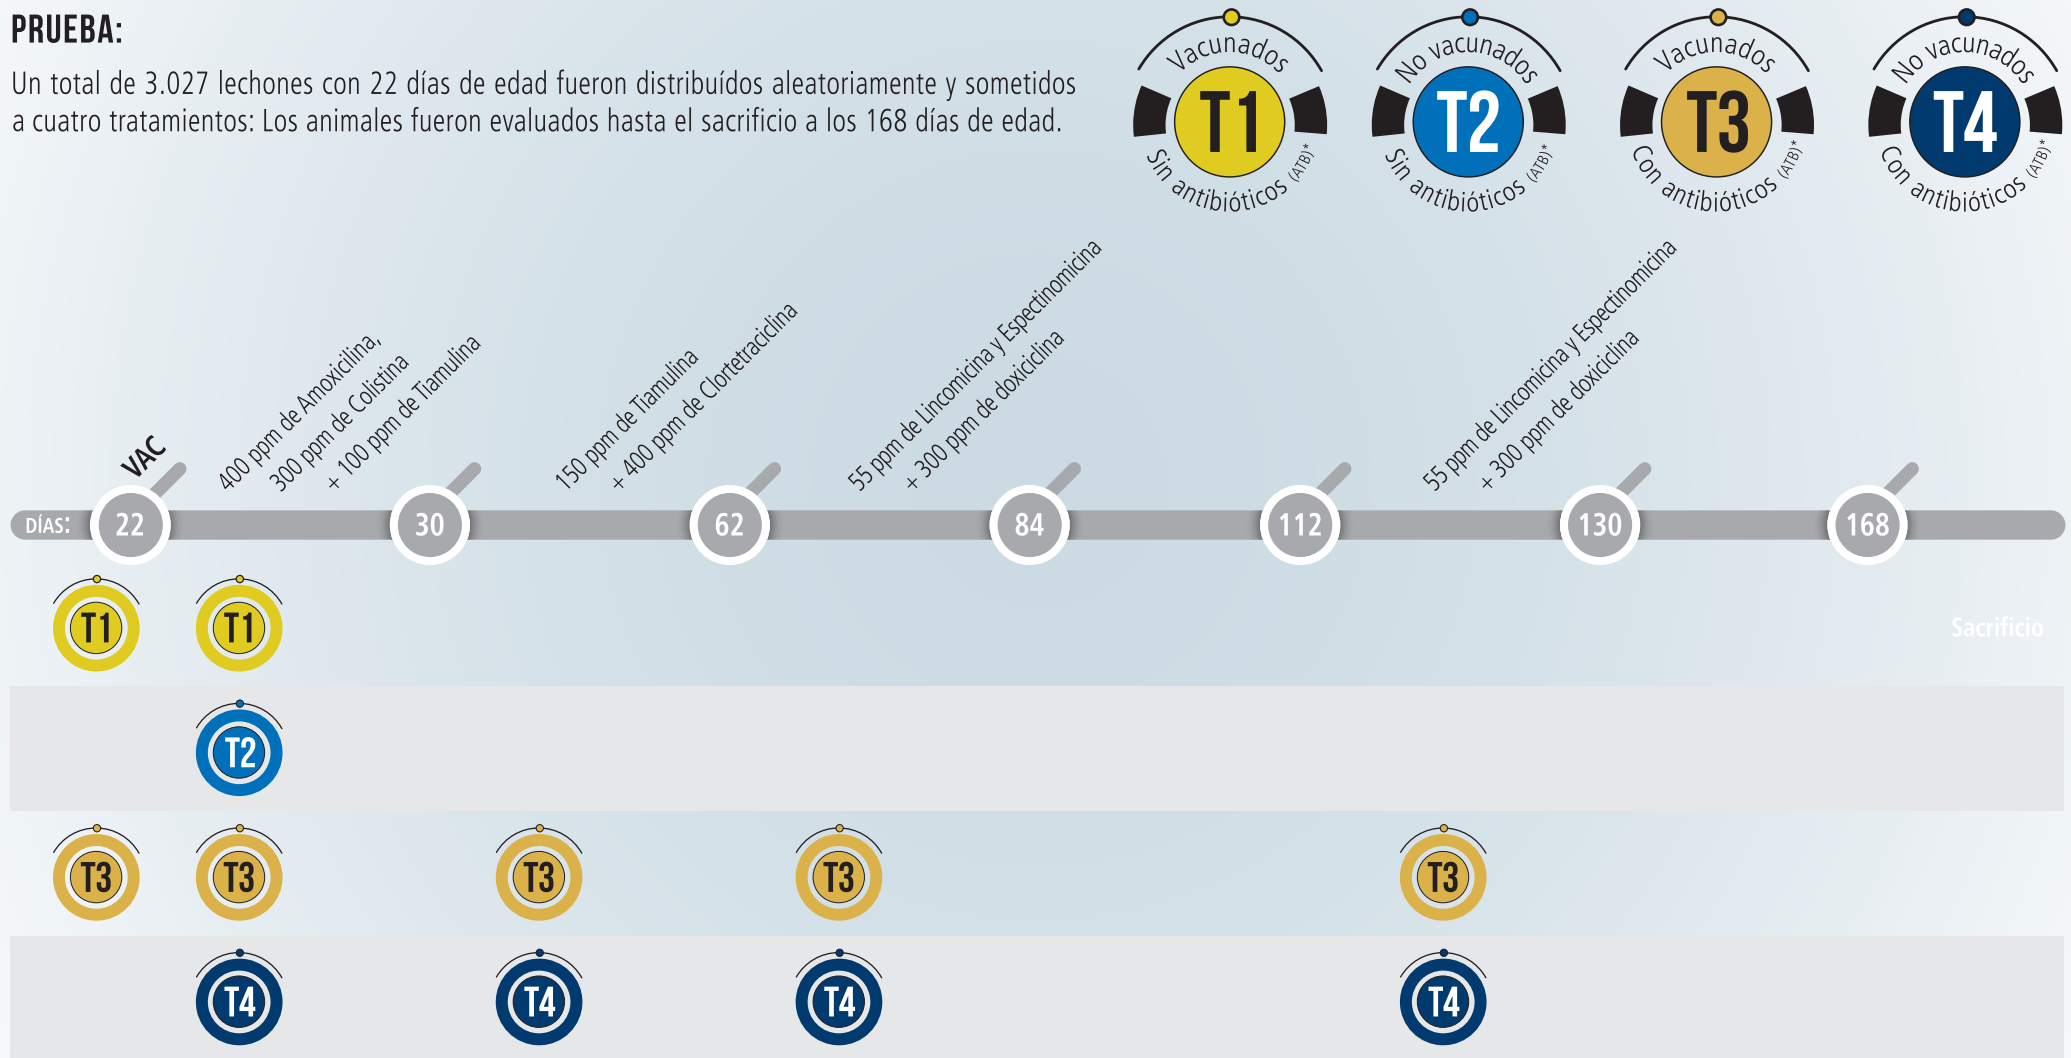 PRUEBA:
Un total de 3.027 lechones con 22 días de edad fueron distribuídos aleatoriamente y sometidos
a cuatro tratamientos: Los animales fueron evaluados hasta el sacrificio a los 168 días de edad.
Vacunados
T1
Sin antibióticos (ATB)*
No vacunados
T2
Sin antibióticos (ATB)*
Vacunados
T3
Con antibióticos (ATB)*
No vacunados
T4
Con antibióticos (ATB)*
VAC
400 ppm de Amoxicilina,
300 ppm de Colistina
+ 100 ppm de Tiamulina
150 ppm de Tiamulina
+ 400 ppm de Clortetraciclina
55 ppm de Lincomicina y Espectinomicina
+ 300 ppm de doxiciclina
55 ppm de Lincomicina y Espectinomicina
+ 300 ppm de doxiciclina
DÍAS: 22 30 62 84 112 130 168
T1 T1
Sacrificio
T2
T3 T3 T3 T3 T3
T4 T4 T4 T4